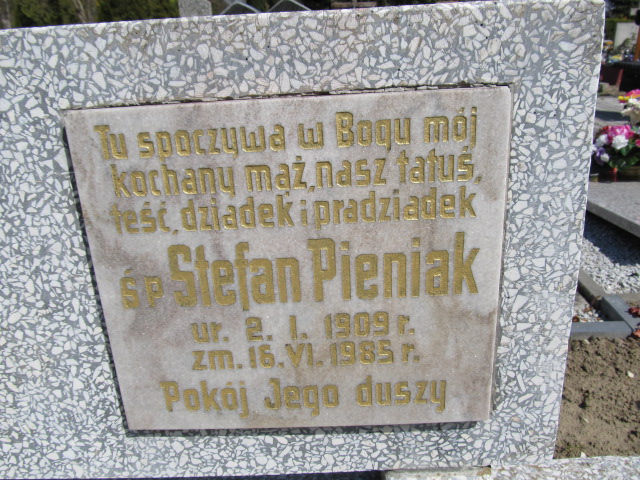 Tu spoczywa w Bogu mój
kochany mąż, nasz tatuś,
teść, dziadek i pradziadek
ś p Stefan Pieniak
ur. 2. I. 1909 r.
zm. 16. VI. 1985 r.
Pokój Jego duszy